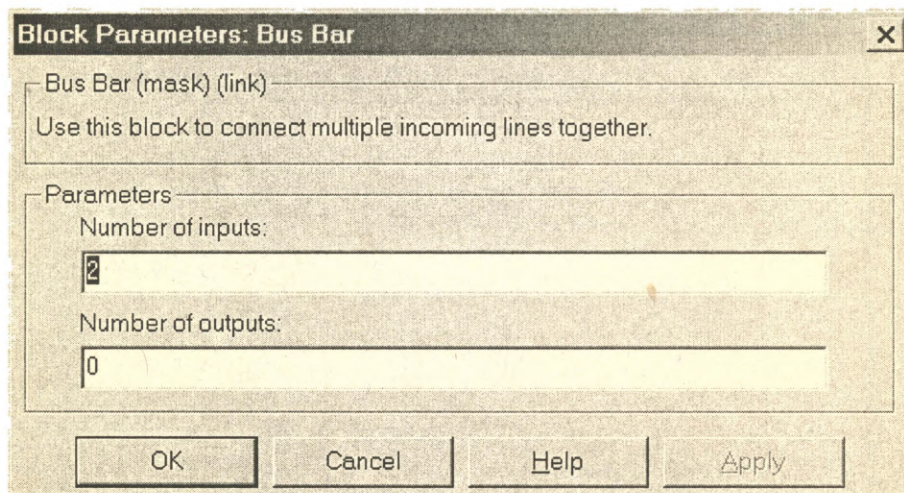 Block Parameters: Bus Bar
Bus Bar (mask) (link)
Use this block to connect multiple incoming lines together.
Parameters
Number of inputs:
2
Number of outputs:
0
OK Cancel Help Apply